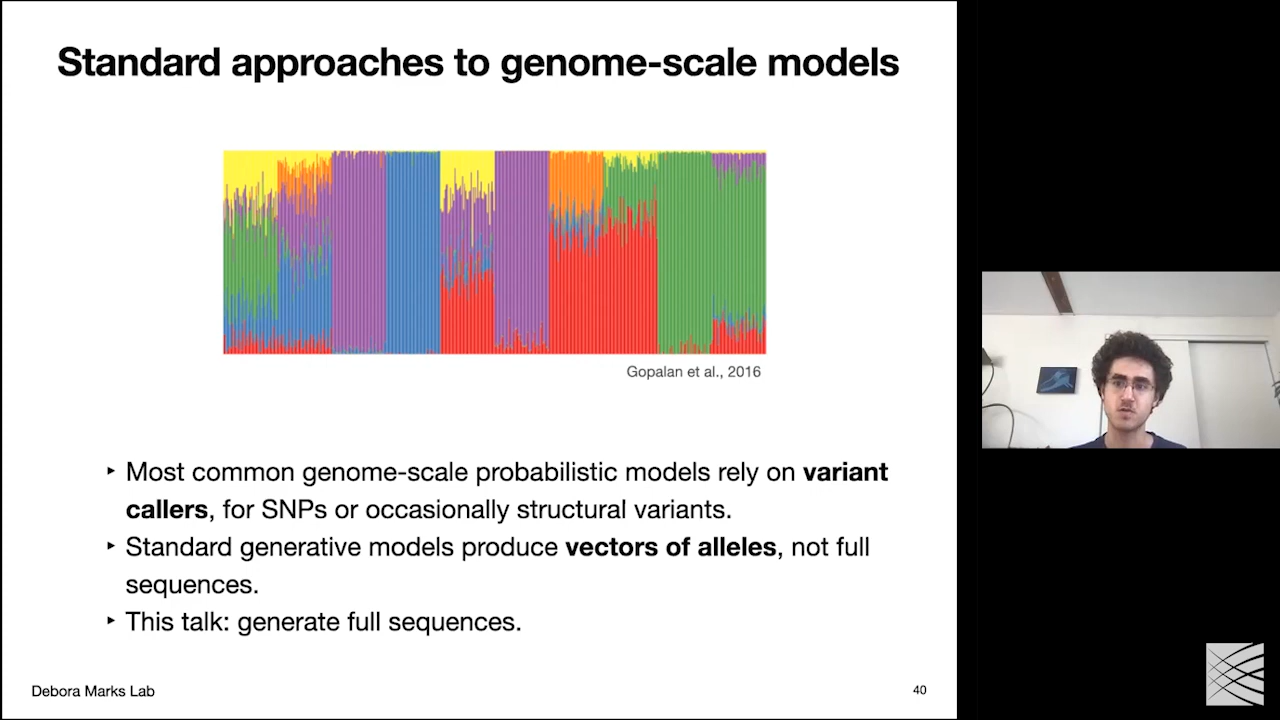 Standard approaches to genome-scale models
Gopalan et al., 2016
‣ Most common genome-scale probabilistic models rely on variant
callers, for SNPs or occasionally structural variants.
‣ Standard generative models produce vectors of alleles, not full
sequences.
‣ This talk: generate full sequences.
Debora Marks Lab
40